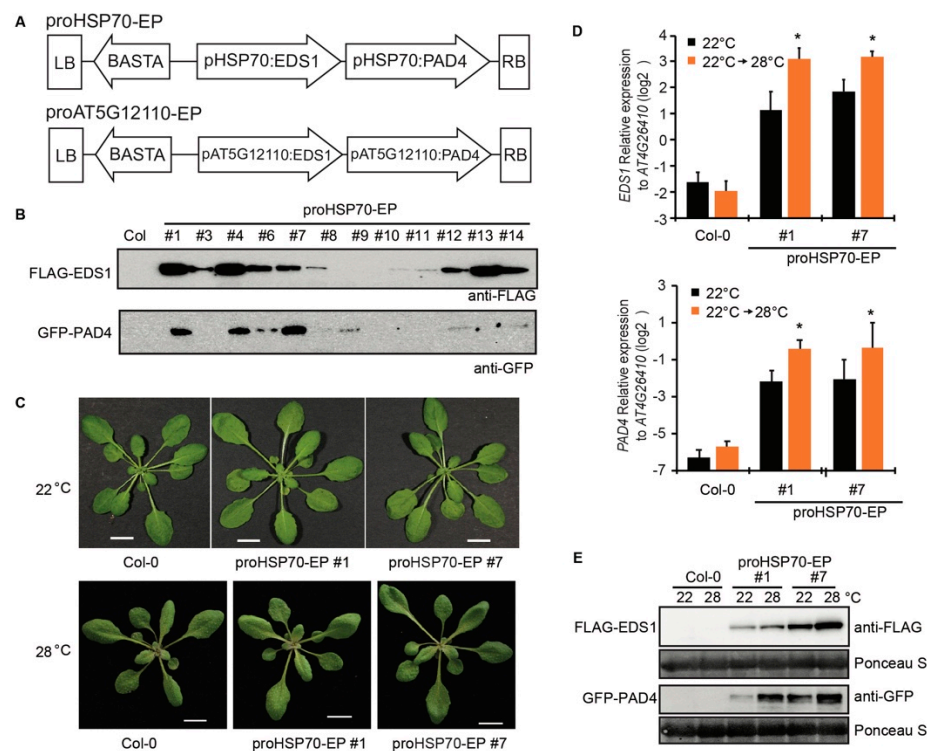 A
proHSP70-EP
LB BASTA pHSP70:EDS1 pHSP70:PAD4 RB
proAT5G12110-EP
LB BASTA pAT5G12110:EDS1 pAT5G12110:PAD4 RB
B
proHSP70-EP
Col #1 #3 #4 #6 #7 #8 #9 #10 #11 #12 #13 #14
FLAG-EDS1
anti-FLAG
GFP-PAD4
anti-GFP
C
22°C
Col-0 proHSP70-EP #1 proHSP70-EP #7
28°C
Col-0 proHSP70-EP #1 proHSP70-EP #7
D
EDS1 Relative expression
to AT4G26410 (log2 )
5
4
3
2
1
0
-1
-2
-3
22°C
22°C→28°C
* *
Col-0 #1 #7
proHSP70-EP
PAD4 Relative expression
to AT4G26410 (log2 )
3
1
-1
-3
-5
-7
22°C
22°C→28°C
* *
Col-0 #1 #7
proHSP70-EP
E
proHSP70-EP
Col-0 #1 #7
22 28 22 28 22 28 °C
FLAG-EDS1 anti-FLAG
Ponceau S
GFP-PAD4 anti-GFP
Ponceau S